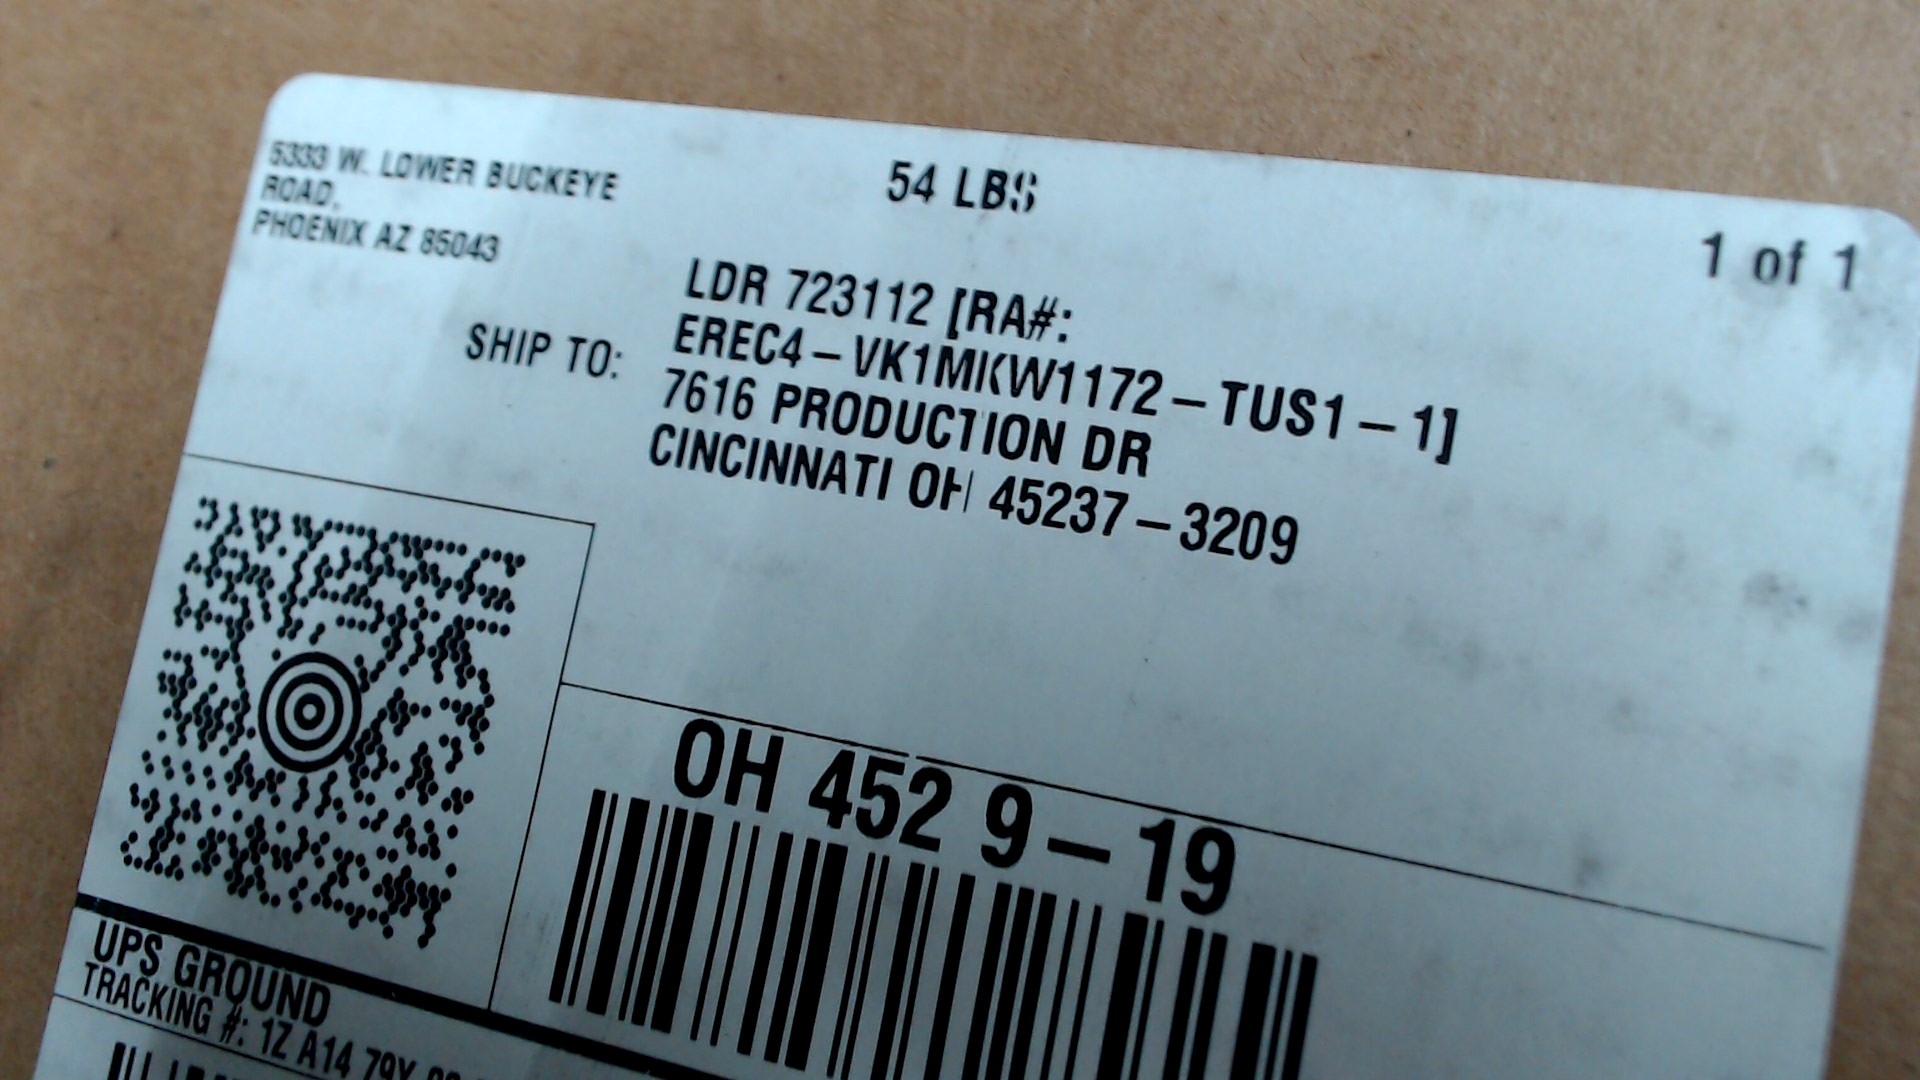 5333 W. LOWER BUCKEYE
ROAD,
PHOENIX AZ 85043
54 LBS
1 of 1
SHIP TO:
LDR 723112 [RA#:
EREC4-VK1MKW1172-TUS1-1]
7616 PRODUCTION DR
CINCINNATI OH 45237-3209
OH 452 9-19
UPS GROUND
TRACKING #: 1Z A14 79Y